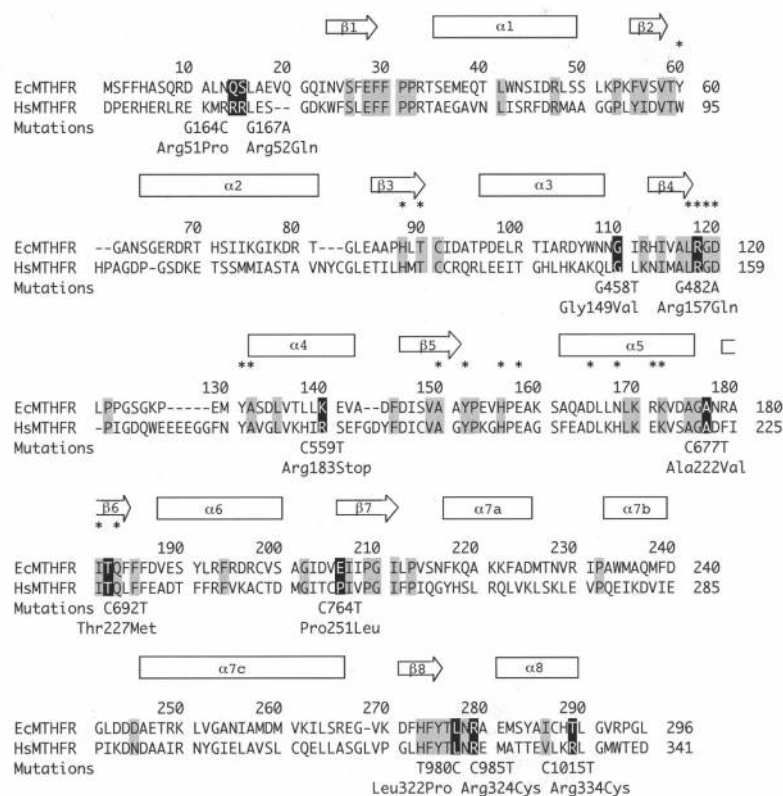 β1 α1 β2
10 20 30 40 50 60 *
EcMTHFR MSFFHASQRD ALNQSLAEVQ GQINVSFEFF PPRTSEMEQT LWNSIDRLSS LKPKFVSVTY 60
HsMTHFR DPERHERLRE KMRRRLES-- GDKWFSLEFF PPRTAEGAVN LISRFDRMAA GGPLYIDVTW 95
Mutations G164C G167A
Arg51Pro Arg52Gln
α2 β3 α3 β4
* * ****
70 80 90 100 110 120
EcMTHFR --GANSGERDRT HSIIKGIKDRT T---GLEAAPHLT CIDATPDELR TIARDYWNNG IRHIVALRGD 120
HsMTHFR HPAGDP-GSDKE TSSMMIASTAV NYCGLETILHMT CCRQRLEEIT GHLHKAKQLG LKNIMALRGD 159
Mutations G458T G482A
Gly149Val Arg157Gln
α4 β5 α5
** * * * * * * **
130 140 150 160 170 180
EcMTHFR LPPGSGKP-----EM YASDLVTLLK EVA--DFDISVA AYPEVHPEAK SAQADLLNLK RKVDAGANRA 180
HsMTHFR -PIGDQWEEEEGGFNY YAVGLVKHIR SEFGDYFDICVA GYPKGHPEAG SFEADLKHLK EKVSAGADFI 225
Mutations C559T C677T
Arg183Stop Ala222Val
β6 α6 β7 α7a α7b
* *
190 200 210 220 230 240
EcMTHFR ITQFFFDVES YLRFRDRCVS AGIDVEIIPG ILPVSNFKQA KKFADMTNVR IPAWMAQMFD 240
HsMTHFR ITQLFFEADT FFRFVKACTD MGITCPIVPG IFPIQGYHSL RQLVKLSKLE VPQEIKDVIE 285
Mutations C692T C764T
Thr227Met Pro251Leu
α7c β8 α8
250 260 270 280 290
EcMTHFR GLDDDAETRK LVGANIAMDM VKILSREG-VK DFHFYTLNRA EMSYAICHTL GVRPGL 296
HsMTHFR PIKDNDAAIR NYGIELAVSL CQELLASGLVP GLHFYTLNRE MATTEVLKRL GMWTED 341
Mutations T980C C985T C1015T
Leu322Pro Arg324Cys Arg334Cys